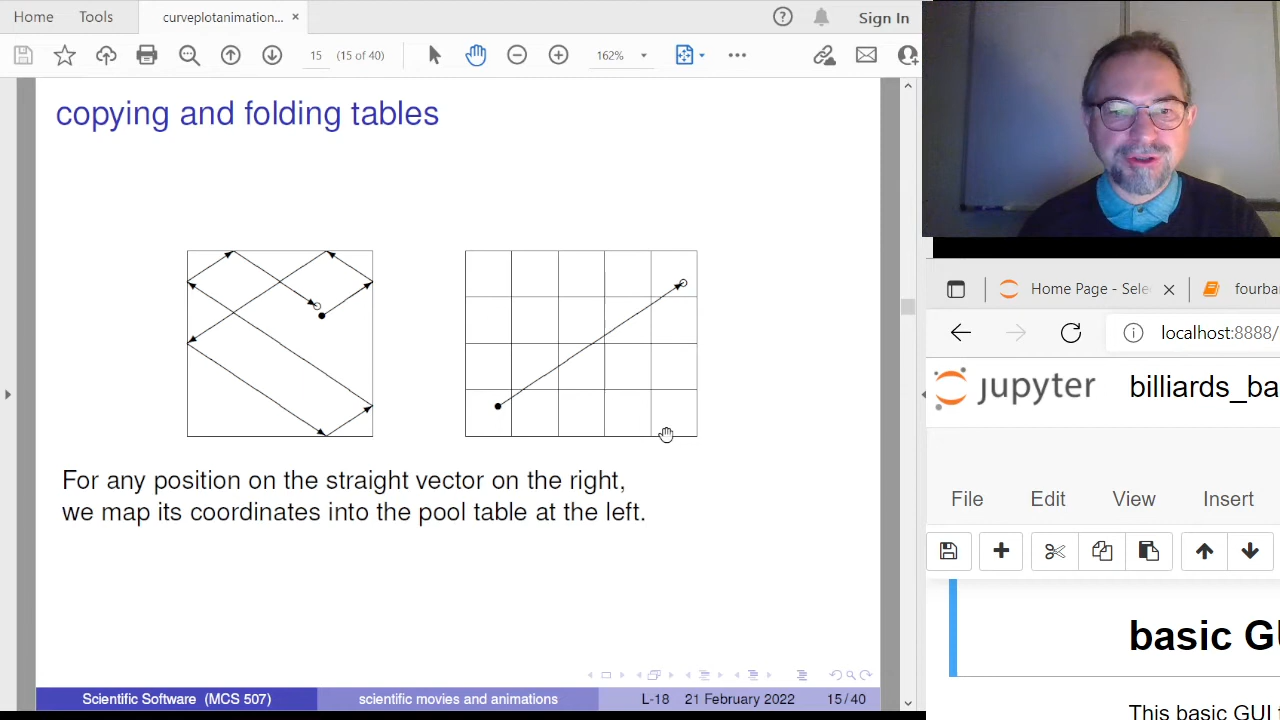 Home Tools curveplotanimation... × Sign In
15 (15 of 40) 162%
copying and folding tables
For any position on the straight vector on the right,
we map its coordinates into the pool table at the left.
Scientific Software (MCS 507) scientific movies and animations L-18 21 February 2022 15 / 40
Home Page - Sele
fourba
localhost:8888/
jupyter billiards_ba
File Edit View Insert
basic GU
This basic GUI t